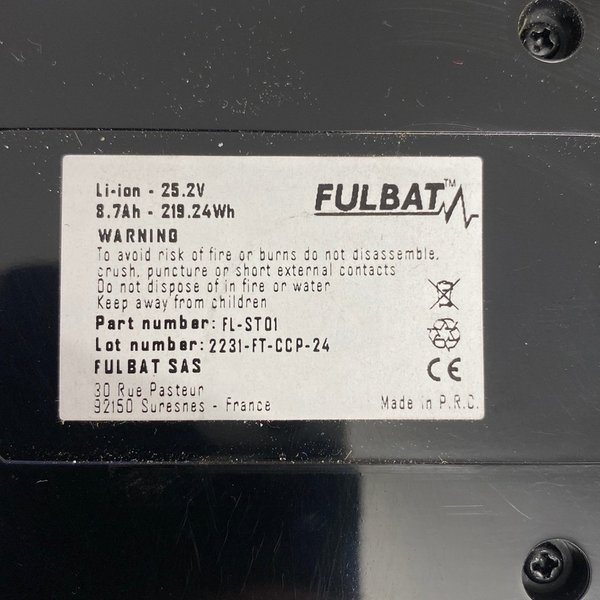 Li-ion - 25.2V
8.7Ah - 219.24Wh
FULBAT™
WARNING
To avoid risk of fire or burns do not disassemble,
crush, puncture or short external contacts
Do not dispose of in fire or water
Keep away from children
Part number: FL-ST01
Lot number: 2231-FT-CCP-24
FULBAT SAS
30 Rue Pasteur
92150 Suresnes - France
CE
Made in P.R.C.